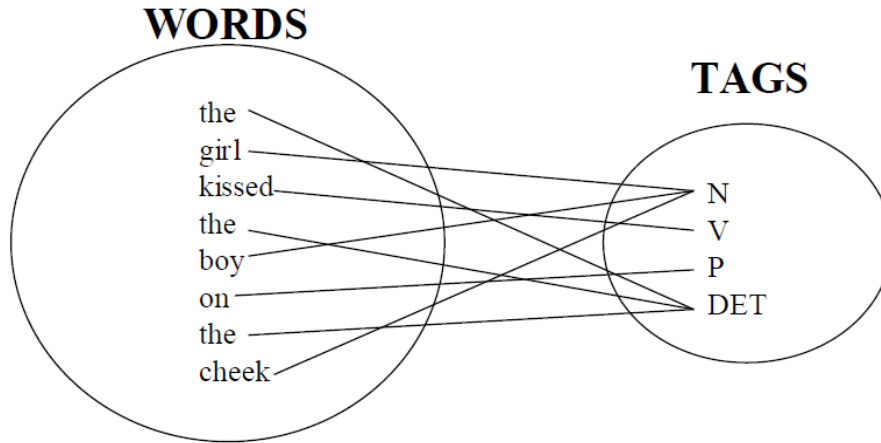 WORDS
the
girl
kissed
the
boy
on
the
cheek
TAGS
N
V
P
DET